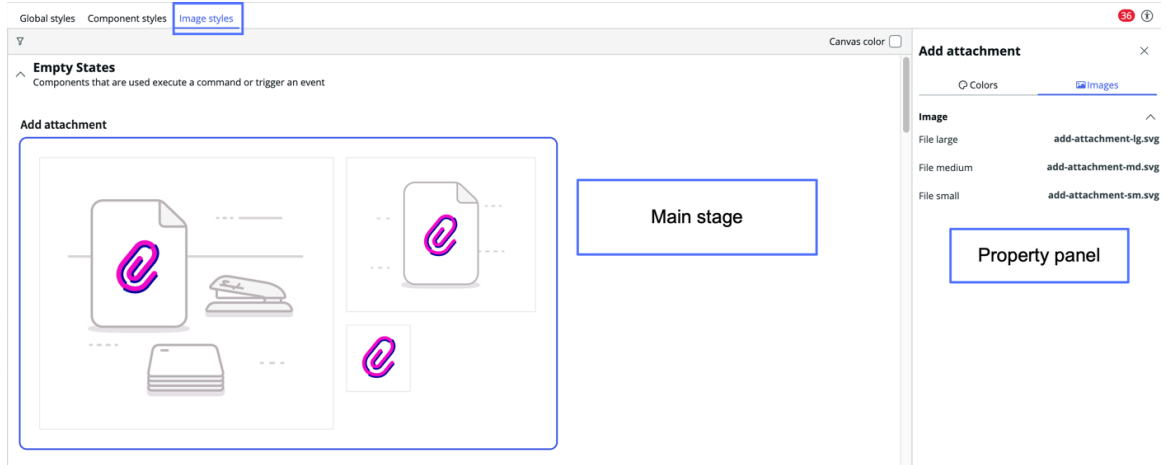 Global styles Component styles Image styles
36
Canvas color
Empty States
Components that are used execute a command or trigger an event
Add attachment
Main stage
Add attachment
Colors Images
Image
File large add-attachment-lg.svg
File medium add-attachment-md.svg
File small add-attachment-sm.svg
Property panel